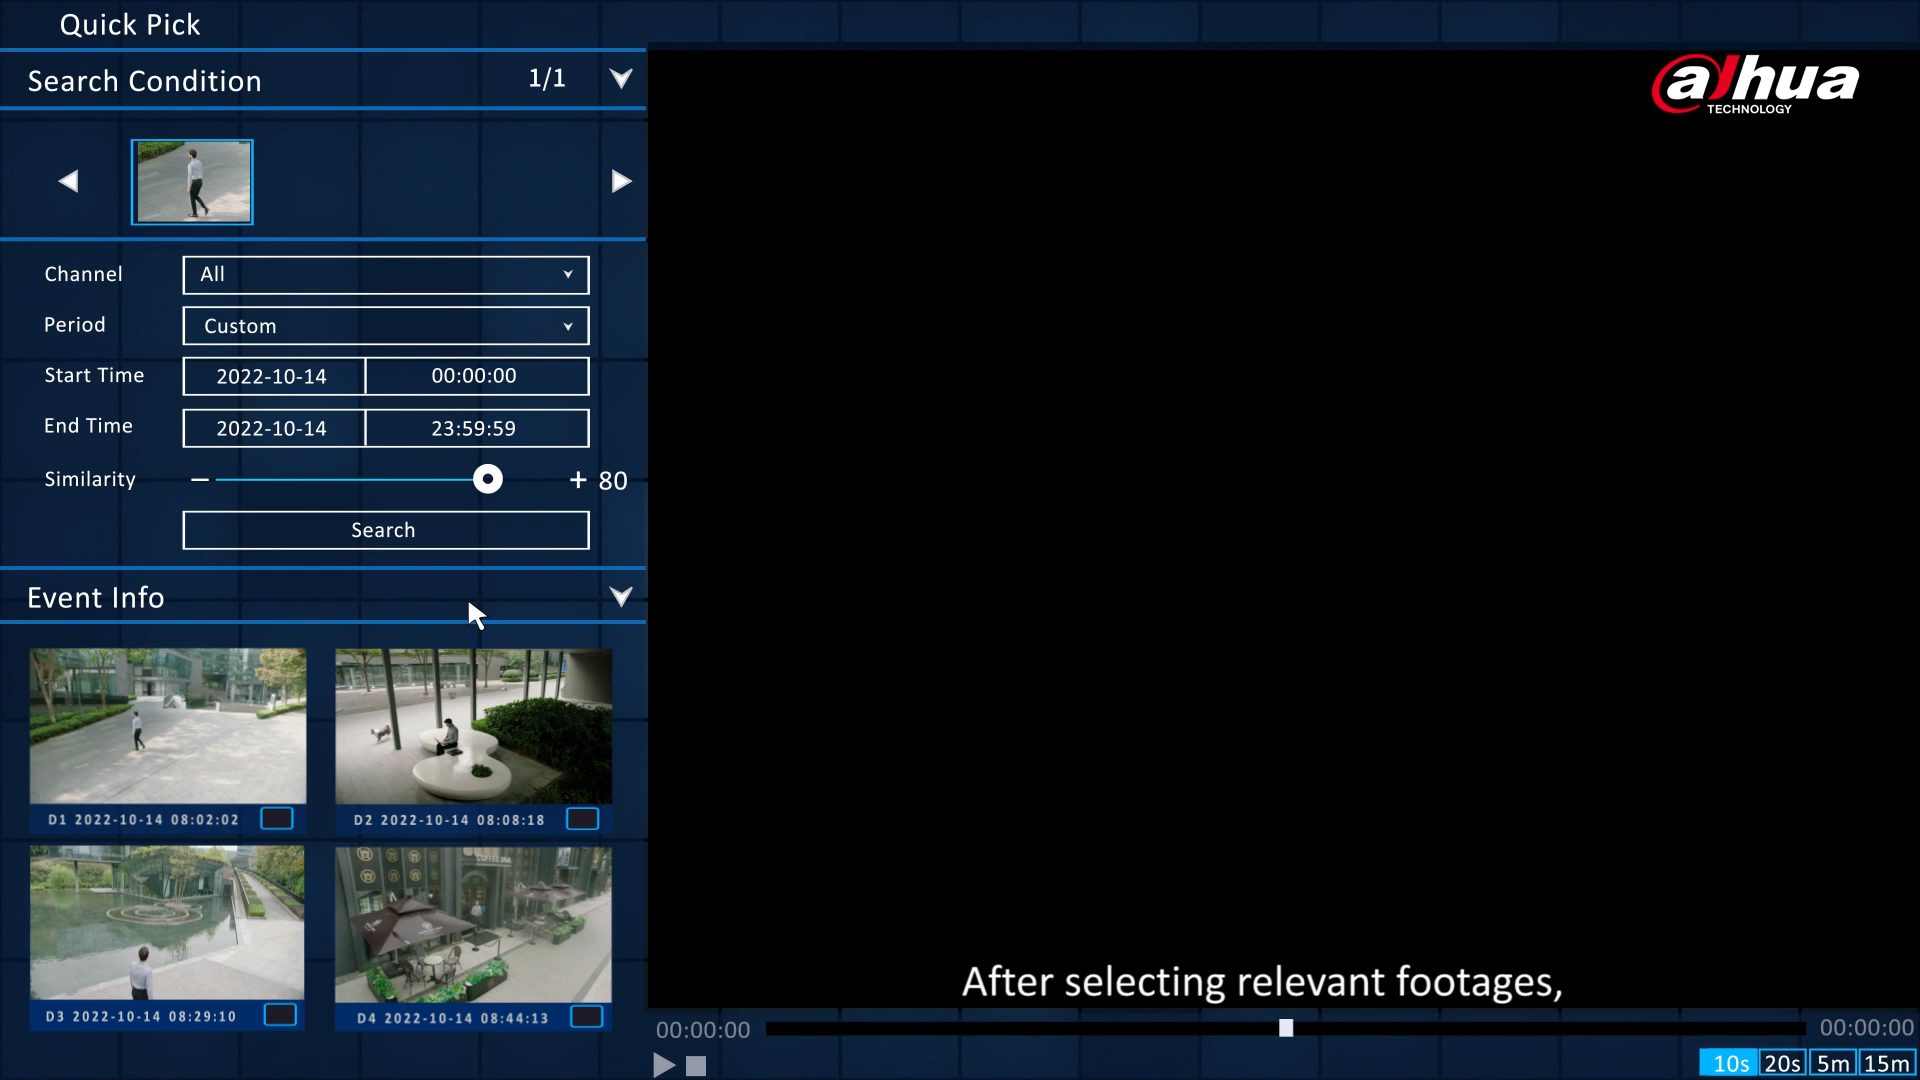 Quick Pick
Search Condition 1/1
alhua
TECHNOLOGY
Channel All
Period Custom
Start Time 2022-10-14 00:00:00
End Time 2022-10-14 23:59:59
Similarity − + 80
Search
Event Info
D1 2022-10-14 08:02:02
D2 2022-10-14 08:08:18
D3 2022-10-14 08:29:10
COFFEE BAR
D4 2022-10-14 08:44:13
After selecting relevant footages,
00:00:00 00:00:00
10s 20s 5m 15m